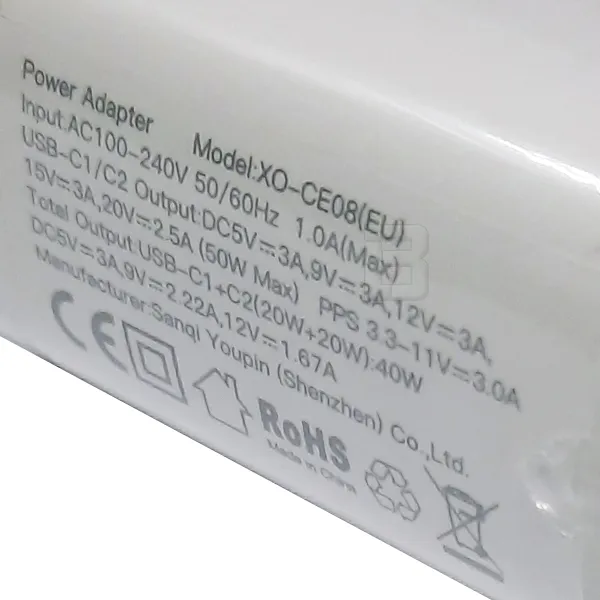 Power Adapter Model:XO-CE08(EU)
Input:AC100-240V 50/60Hz 1.0A(Max)
USB-C1/C2 Output:DC5V⎓3A,9V⎓3A,12V⎓3A,
15V⎓3A,20V⎓2.5A (50W Max) PPS 3.3-11V⎓3.0A
Total Output:USB-C1+C2(20W+20W):40W
DC5V⎓3A,9V⎓2.22A,12V⎓1.67A
Manufacturer:Sanqi Youpin (Shenzhen) Co.,Ltd.
CE
RoHS
Made in China
B